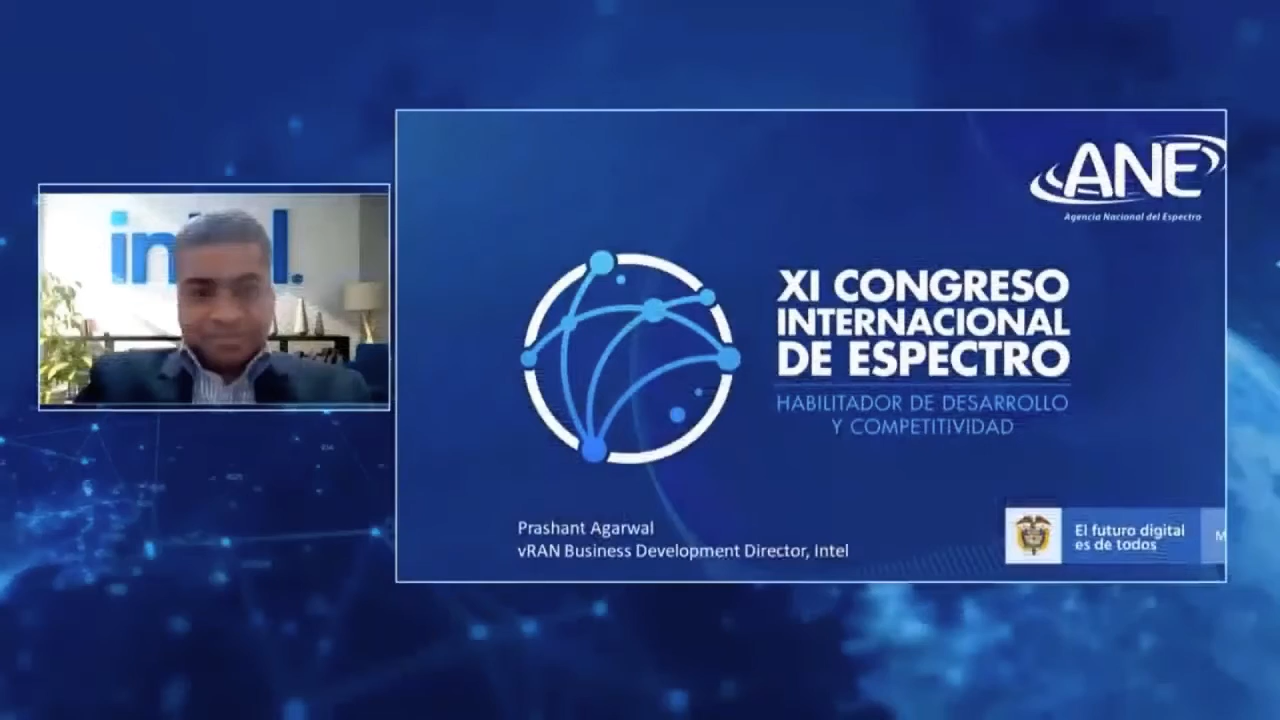 intel.
ANE
Agencia Nacional del Espectro
XI CONGRESO
INTERNACIONAL
DE ESPECTRO
HABILITADOR DE DESARROLLO
Y COMPETITIVIDAD
Prashant Agarwal
vRAN Business Development Director, Intel
El futuro digital
es de todos
M